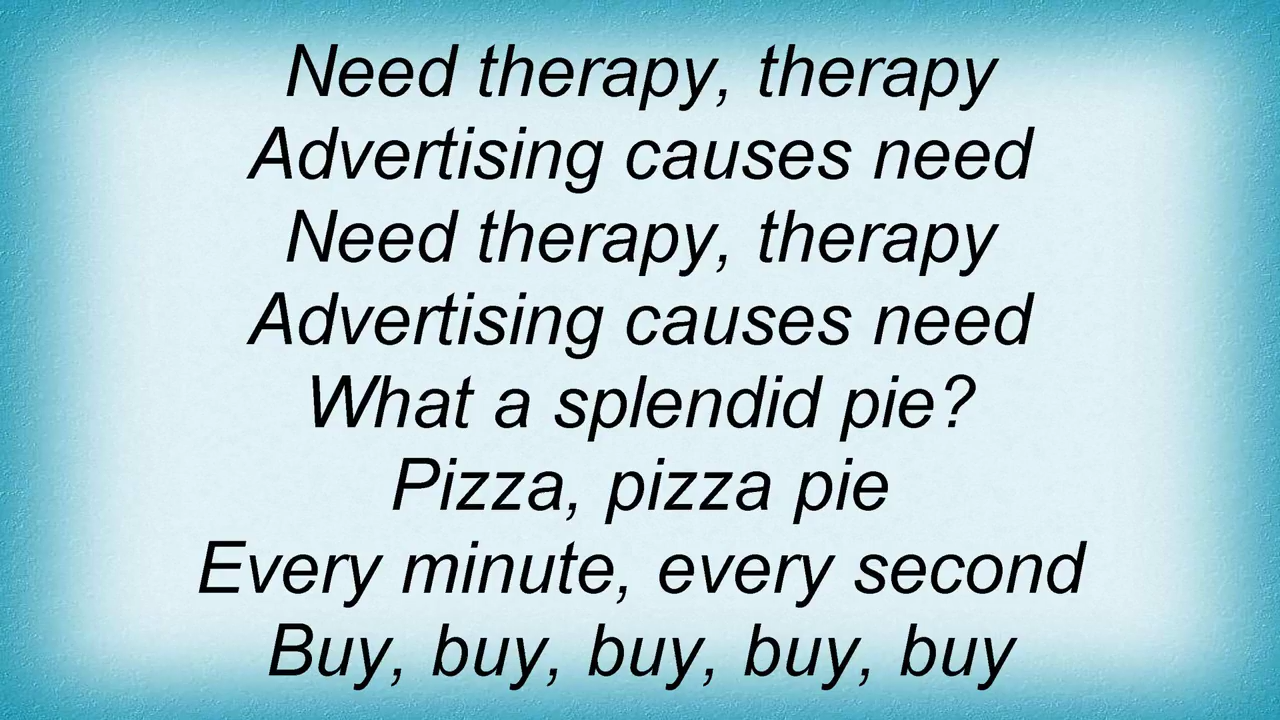 Need therapy, therapy
Advertising causes need
Need therapy, therapy
Advertising causes need
What a splendid pie?
Pizza, pizza pie
Every minute, every second
Buy, buy, buy, buy, buy